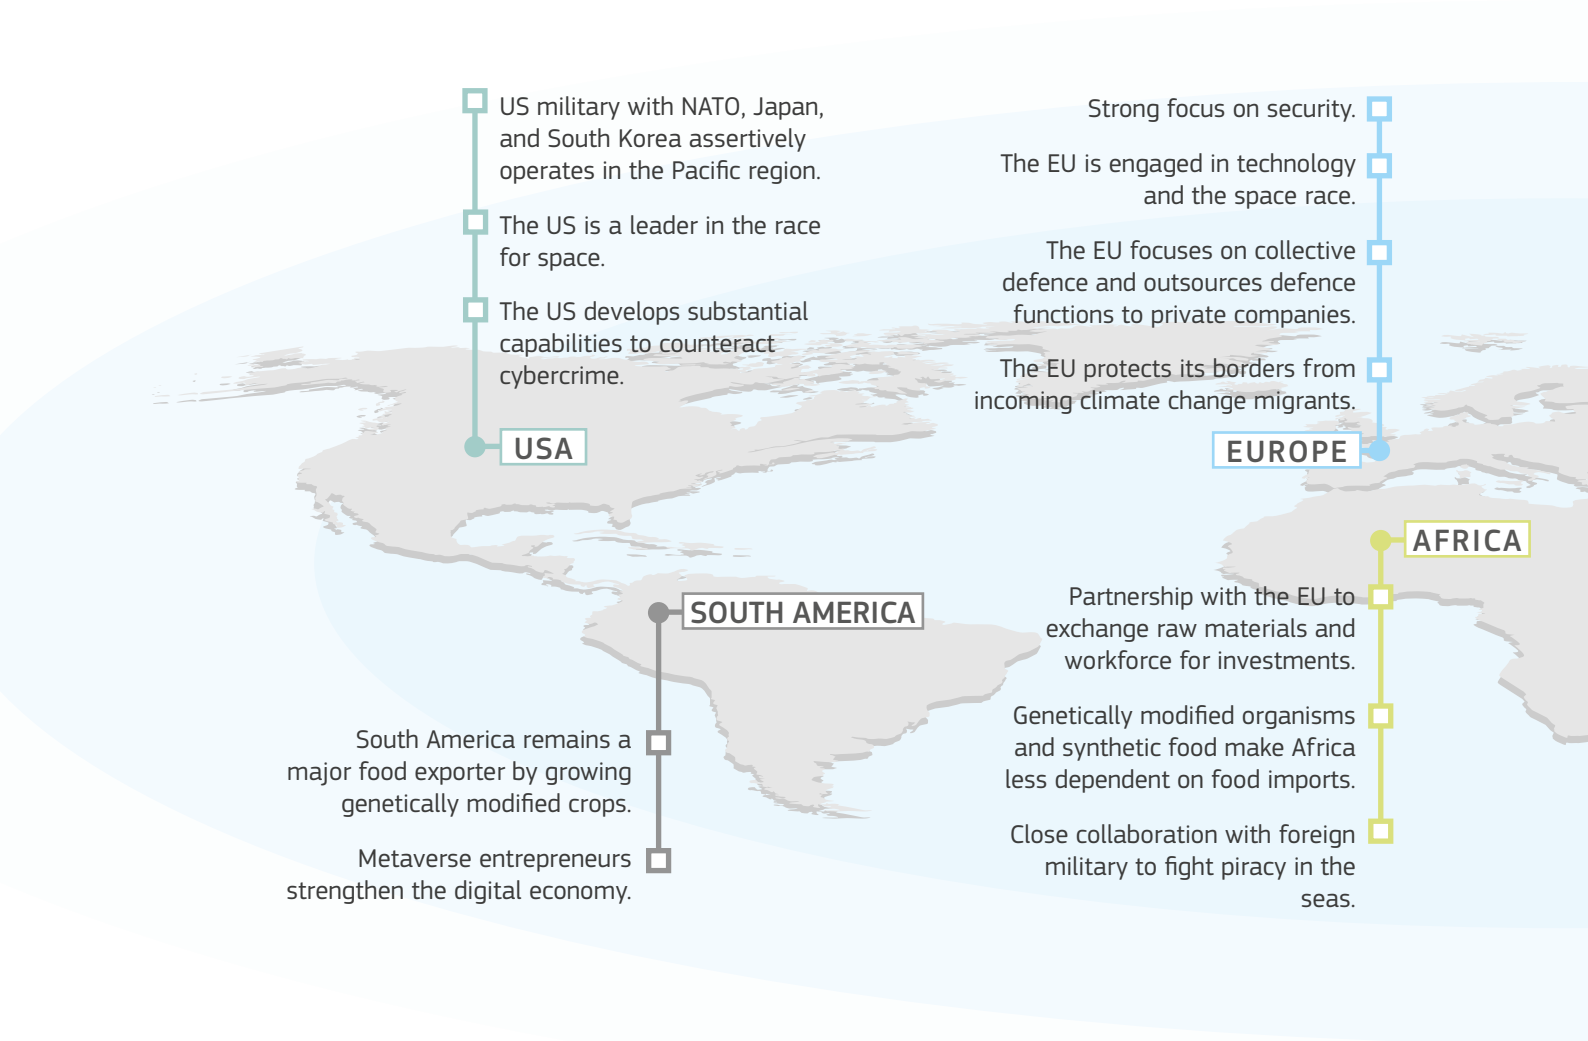 US military with NATO, Japan,
and South Korea assertively
operates in the Pacific region.
The US is a leader in the race
for space.
The US develops substantial
capabilities to counteract
cybercrime.
USA
Strong focus on security.
The EU is engaged in technology
and the space race.
The EU focuses on collective
defence and outsources defence
functions to private companies.
The EU protects its borders from
incoming climate change migrants.
EUROPE
SOUTH AMERICA
South America remains a
major food exporter by growing
genetically modified crops.
Metaverse entrepreneurs
strengthen the digital economy.
AFRICA
Partnership with the EU to
exchange raw materials and
workforce for investments.
Genetically modified organisms
and synthetic food make Africa
less dependent on food imports.
Close collaboration with foreign
military to fight piracy in the
seas.